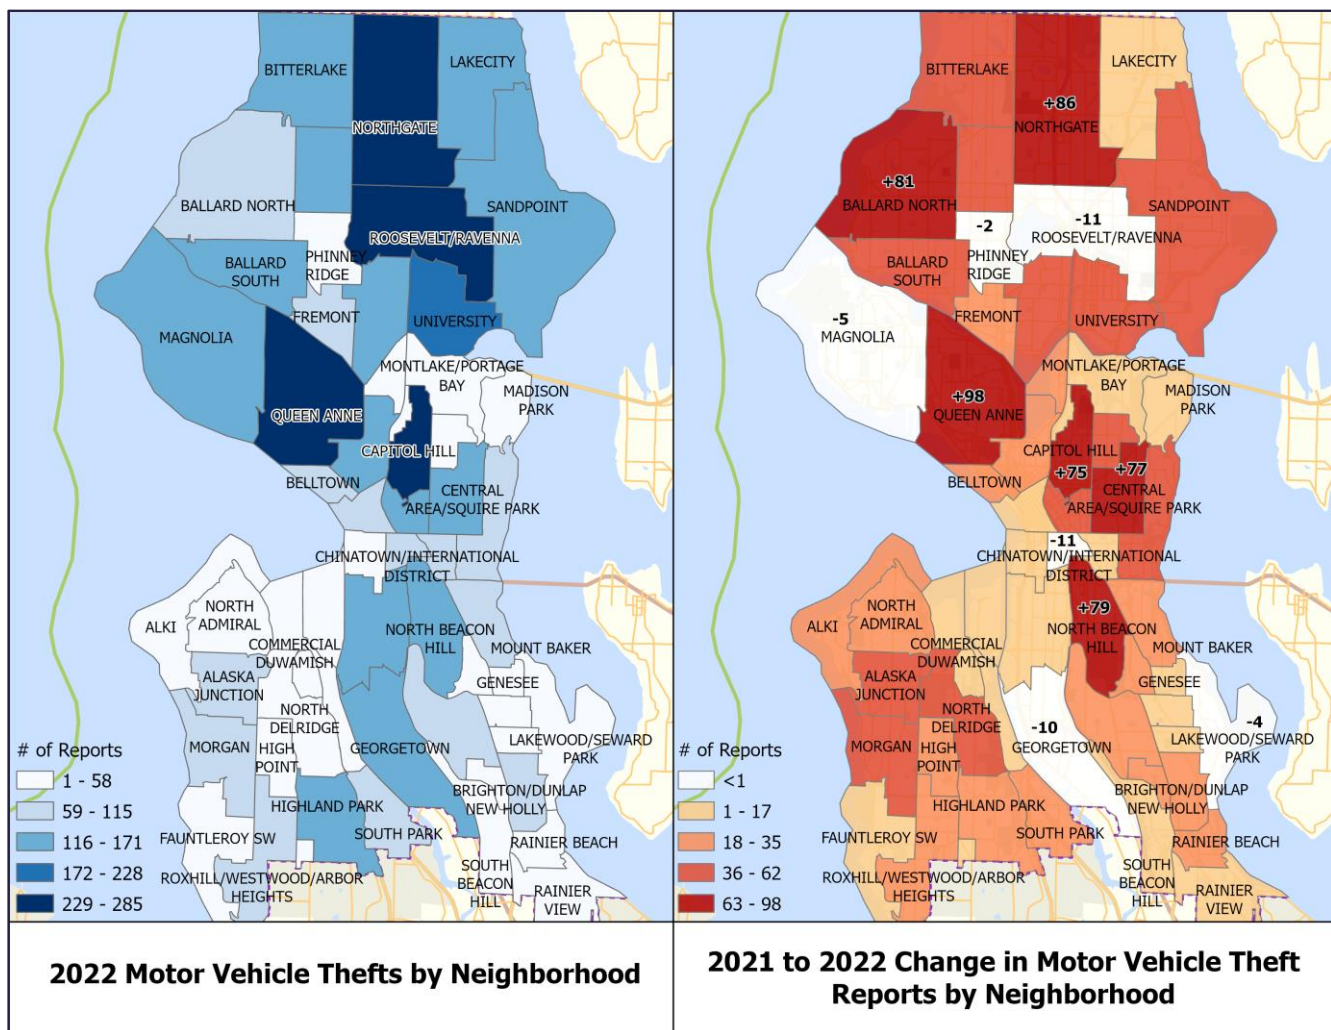 BITTERLAKE
LAKECITY
NORTHGATE
BALLARD NORTH
SANDPOINT
ROOSEVELT/RAVENNA
PHINNEY
RIDGE
BALLARD
SOUTH
FREMONT
UNIVERSITY
MAGNOLIA
MONTLAKE/PORTAGE
BAY
MADISON
PARK
QUEEN ANNE
CAPITOL HILL
BELLTOWN
CENTRAL
AREA/SQUIRE PARK
CHINATOWN/INTERNATIONAL
DISTRICT
NORTH
ADMIRAL
ALKI
COMMERCIAL
DUWAMISH
NORTH BEACON
HILL
MOUNT BAKER
ALASKA
JUNCTION
GENESEE
NORTH
DELRIDGE
MORGAN
HIGH
POINT
GEORGETOWN
LAKEWOOD/SEWARD
PARK
BRIGHTON/DUNLAP
NEW HOLLY
HIGHLAND PARK
FAUNTLEROY SW
SOUTH PARK
RAINIER BEACH
ROXHILL/WESTWOOD/ARBOR
HEIGHTS
SOUTH
BEACON
HILL
RAINIER
VIEW
# of Reports
1 - 58
59 - 115
116 - 171
172 - 228
229 - 285
2022 Motor Vehicle Thefts by Neighborhood
BITTERLAKE
LAKECITY
+86
NORTHGATE
+81
BALLARD NORTH
SANDPOINT
-2
-11
ROOSEVELT/RAVENNA
PHINNEY
RIDGE
BALLARD
SOUTH
FREMONT
UNIVERSITY
-5
MAGNOLIA
MONTLAKE/PORTAGE
BAY
MADISON
PARK
+98
QUEEN ANNE
CAPITOL HILL
+75
+77
BELLTOWN
CENTRAL
AREA/SQUIRE PARK
-11
CHINATOWN/INTERNATIONAL
DISTRICT
NORTH
ADMIRAL
ALKI
COMMERCIAL
DUWAMISH
+79
NORTH BEACON
HILL
MOUNT BAKER
ALASKA
JUNCTION
GENESEE
NORTH
DELRIDGE
-10
-4
MORGAN
HIGH
POINT
GEORGETOWN
LAKEWOOD/SEWARD
PARK
BRIGHTON/DUNLAP
NEW HOLLY
HIGHLAND PARK
FAUNTLEROY SW
SOUTH PARK
RAINIER BEACH
ROXHILL/WESTWOOD/ARBOR
HEIGHTS
SOUTH
BEACON
HILL
RAINIER
VIEW
# of Reports
<1
1 - 17
18 - 35
36 - 62
63 - 98
2021 to 2022 Change in Motor Vehicle Theft
Reports by Neighborhood